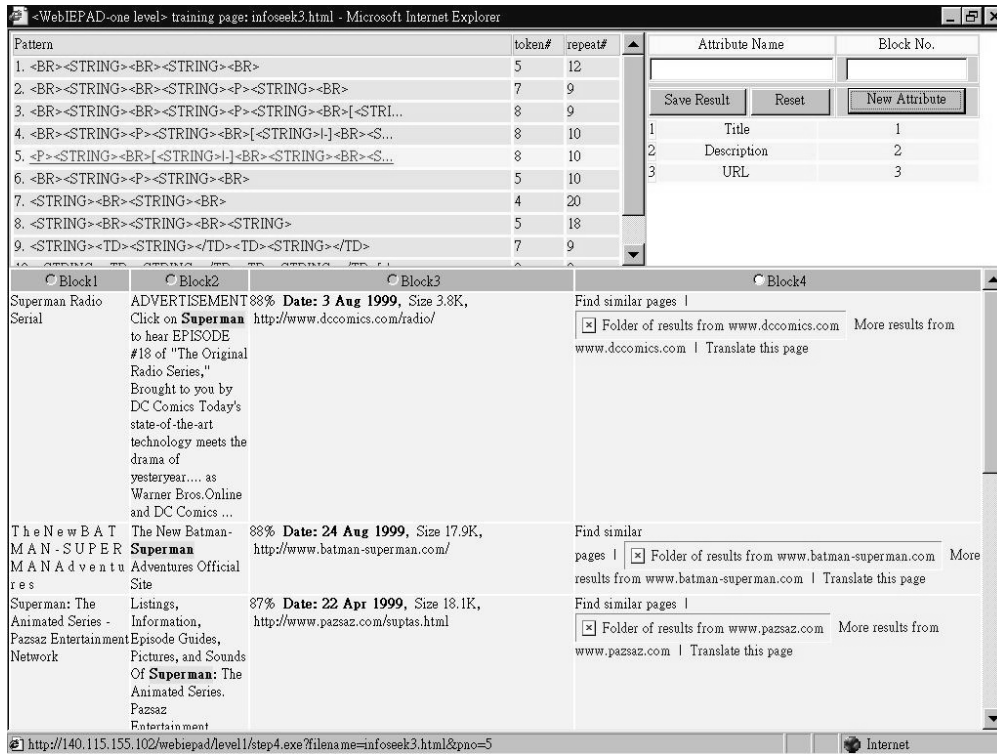 <WebIEPAD-one level> training page: infoseek3.html - Microsoft Internet Explorer
Pattern token# repeat#
1. <BR><STRING><BR><STRING><BR> 5 12
2. <BR><STRING><BR><STRING><P><STRING><BR> 7 9
3. <BR><STRING><BR><STRING><P><STRING><BR>[<STRI... 8 9
4. <BR><STRING><P><STRING><BR>[<STRING>|-]<BR><S... 8 10
5. <P><STRING><BR>[<STRING>|-]<BR><STRING><BR><S... 8 10
6. <BR><STRING><P><STRING><BR> 5 10
7. <STRING><BR><STRING><BR> 4 20
8. <STRING><BR><STRING><BR><STRING> 5 18
9. <STRING><TD><STRING></TD><TD><STRING></TD> 7 9
Attribute Name Block No.
Save Result Reset New Attribute
1 Title 1
2 Description 2
3 URL 3
Block1 Block2 Block3 Block4
Superman Radio
Serial
ADVERTISEMENT
Click on Superman
to hear EPISODE
#18 of "The Original
Radio Series,"
Brought to you by
DC Comics Today's
state-of-the-art
technology meets the
drama of
yesteryear.... as
Warner Bros.Online
and DC Comics ...
88% Date: 3 Aug 1999, Size 3.8K,
http://www.dccomics.com/radio/
Find similar pages |
Folder of results from www.dccomics.com More results from
www.dccomics.com | Translate this page
T h e N e w B A T
M A N - S U P E R
M A N A d v e n t u
r e s
The New Batman-
Superman
Adventures Official
Site
88% Date: 24 Aug 1999, Size 17.9K,
http://www.batman-superman.com/
Find similar
pages | Folder of results from www.batman-superman.com More
results from www.batman-superman.com | Translate this page
Superman: The
Animated Series -
Pazsaz Entertainment
Network
Listings,
Information,
Episode Guides,
Pictures, and Sounds
Of Superman: The
Animated Series.
Pazsaz
Entertainment
87% Date: 22 Apr 1999, Size 18.1K,
http://www.pazsaz.com/suptas.html
Find similar pages |
Folder of results from www.pazsaz.com More results from
www.pazsaz.com | Translate this page
http://140.115.155.102/webiepad/level1/step4.exe?filename=infoseek3.html&pno=5 Internet